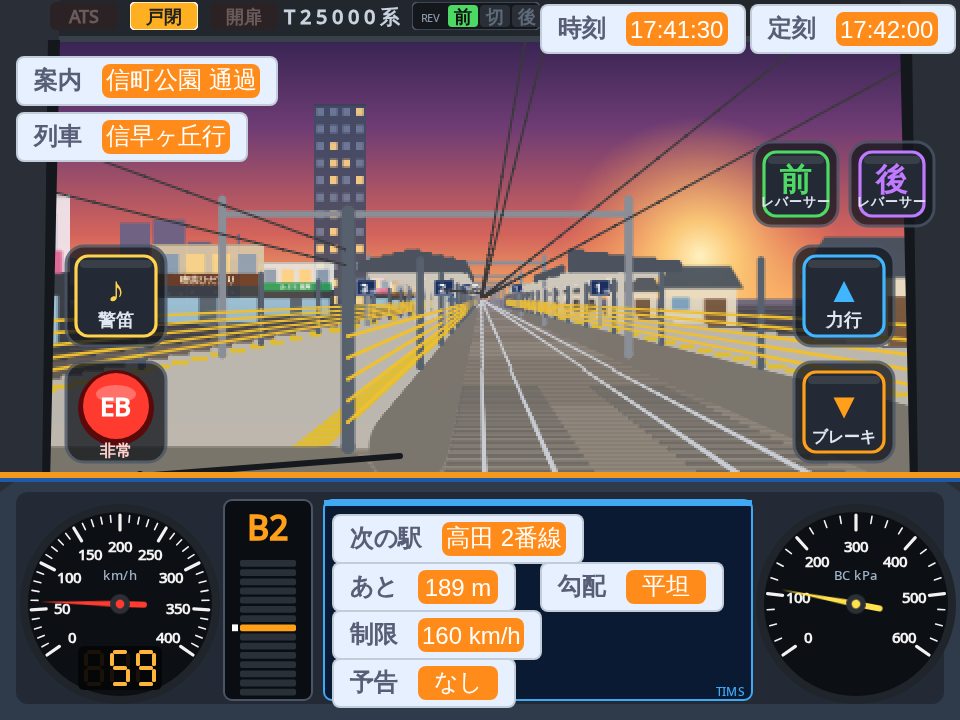 ATS 戸閉 開扉 T25000系 REV 前 切 後
時刻 17:41:30 定刻 17:42:00
案内 信町公園 通過
列車 信早ヶ丘行
前 レバーサー
後 レバーサー
♪ 警笛
▲ 力行
EB 非常
▼ ブレーキ
1
0 50 100 150 200 250 300 350 400 km/h
59
B2
次の駅 高田 2番線
あと 189 m 勾配 平坦
制限 160 km/h
予告 なし
TIMS
0 100 200 300 400 500 600 BC kPa